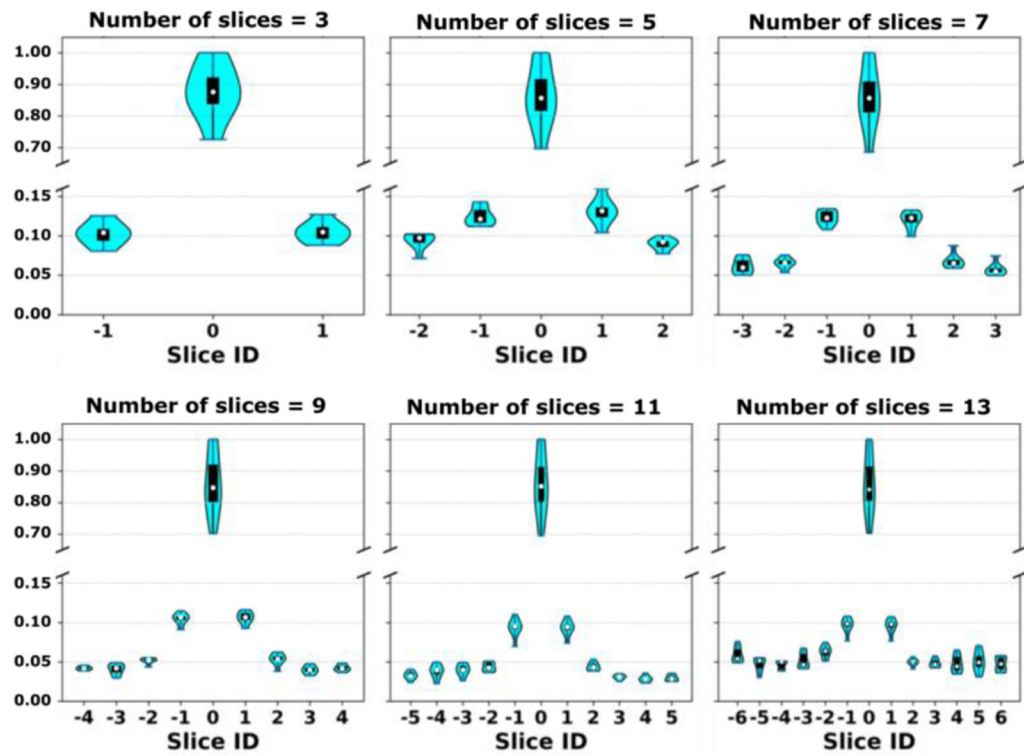 Number of slices = 3
Number of slices = 5
Number of slices = 7
1.00
0.90
0.80
0.70
0.15
0.10
0.05
0.00
-1 0 1
-2 -1 0 1 2
-3 -2 -1 0 1 2 3
Slice ID
Slice ID
Slice ID
Number of slices = 9
Number of slices = 11
Number of slices = 13
1.00
0.90
0.80
0.70
0.15
0.10
0.05
0.00
-4 -3 -2 -1 0 1 2 3 4
-5 -4 -3 -2 -1 0 1 2 3 4 5
-6 -5 -4 -3 -2 -1 0 1 2 3 4 5 6
Slice ID
Slice ID
Slice ID